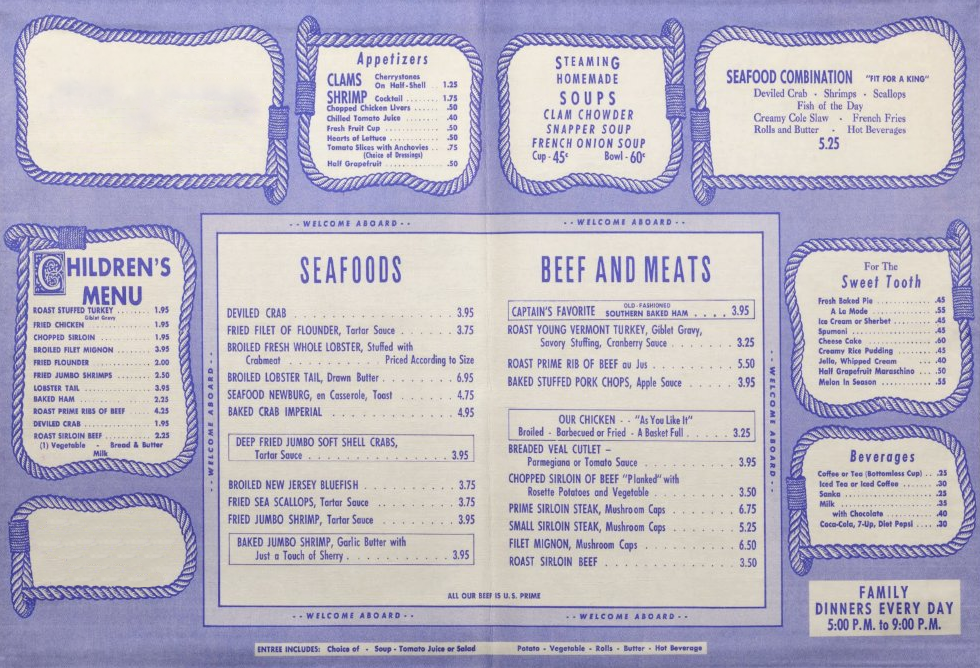 Appetizers
CLAMS Cherrystones
On Half-Shell . 1.25
SHRIMP Cocktail ........ 1.75
Chopped Chicken Livers ...... .50
Chilled Tomato Juice ........ .40
Fresh Fruit Cup ............ .50
Hearts of Lettuce ........... .50
Tomato Slices with Anchovies .. .75
(Choice of Dressings)
Half Grapefruit ............. .50
STEAMING
HOMEMADE
SOUPS
CLAM CHOWDER
SNAPPER SOUP
FRENCH ONION SOUP
Cup - 45¢ Bowl - 60¢
SEAFOOD COMBINATION "FIT FOR A KING"
Deviled Crab - Shrimps - Scallops
Fish of the Day
Creamy Cole Slaw - French Fries
Rolls and Butter - Hot Beverages
5.25
CHILDREN'S
MENU
ROAST STUFFED TURKEY ........ 1.95
Giblet Gravy
FRIED CHICKEN ............ 1.95
CHOPPED SIRLOIN .......... 1.95
BROILED FILET MIGNON ...... 3.95
FRIED FLOUNDER ........... 2.00
FRIED JUMBO SHRIMPS ...... 2.50
LOBSTER TAIL ............. 3.95
BAKED HAM ............... 2.25
ROAST PRIME RIBS OF BEEF ... 4.25
DEVILED CRAB ............. 1.95
ROAST SIRLOIN BEEF ........ 2.25
(1) Vegetable - Bread & Butter
Milk
- - WELCOME ABOARD - -
- - WELCOME ABOARD - -
- - WELCOME ABOARD - -
SEAFOODS
DEVILED CRAB . . . . . . . . . . . 3.95
FRIED FILET OF FLOUNDER, Tartar Sauce . . . . . 3.75
BROILED FRESH WHOLE LOBSTER, Stuffed with
Crabmeat . . . . . . . . Priced According to Size
BROILED LOBSTER TAIL, Drawn Butter . . . . . . 6.95
SEAFOOD NEWBURG, en Casserole, Toast . . . . . 4.75
BAKED CRAB IMPERIAL . . . . . . . . . 4.95
DEEP FRIED JUMBO SOFT SHELL CRABS,
Tartar Sauce . . . . . . . . . . 3.95
BROILED NEW JERSEY BLUEFISH . . . . . . . 3.75
FRIED SEA SCALLOPS, Tartar Sauce . . . . . . 3.75
FRIED JUMBO SHRIMP, Tartar Sauce . . . . . . 3.95
BAKED JUMBO SHRIMP, Garlic Butter with
Just a Touch of Sherry . . . . . . . . 3.95
BEEF AND MEATS
CAPTAIN'S FAVORITE OLD-FASHIONED
SOUTHERN BAKED HAM . . . . 3.95
ROAST YOUNG VERMONT TURKEY, Giblet Gravy,
Savory Stuffing, Cranberry Sauce . . . . . . 3.25
ROAST PRIME RIB OF BEEF au Jus . . . . . . 5.50
BAKED STUFFED PORK CHOPS, Apple Sauce . . . . 3.95
OUR CHICKEN - - "As You Like It"
Broiled - Barbecued or Fried - A Basket Full . . . . 3.25
BREADED VEAL CUTLET –
Parmegiana or Tomato Sauce . . . . . . . 3.95
CHOPPED SIRLOIN OF BEEF "Planked" with
Rosette Potatoes and Vegetable . . . . . . 3.50
PRIME SIRLOIN STEAK, Mushroom Caps . . . . . 6.75
SMALL SIRLOIN STEAK, Mushroom Caps . . . . . 5.25
FILET MIGNON, Mushroom Caps . . . . . . . 6.50
ROAST SIRLOIN BEEF . . . . . . . . . . 3.50
ALL OUR BEEF IS U.S. PRIME
- - WELCOME ABOARD - -
- - WELCOME ABOARD - -
- - WELCOME ABOARD - -
For The
Sweet Tooth
Fresh Baked Pie ............ .45
A La Mode ............ .55
Ice Cream or Sherbet ......... .45
Spumoni .................. .45
Cheese Cake ............... .60
Creamy Rice Pudding ........ .45
Jello, Whipped Cream ........ .40
Half Grapefruit Maraschino .... .50
Melon In Season ............ .55
Beverages
Coffee or Tea (Bottomless Cup) . .25
Iced Tea or Iced Coffee ....... .30
Sanka ................... .25
Milk .................... .35
with Chocolate .......... .40
Coca-Cola, 7-Up, Diet Pepsi .... .30
FAMILY
DINNERS EVERY DAY
5:00 P.M. to 9:00 P.M.
ENTREE INCLUDES: Choice of - Soup - Tomato Juice or Salad Potato - Vegetable - Rolls - Butter - Hot Beverage